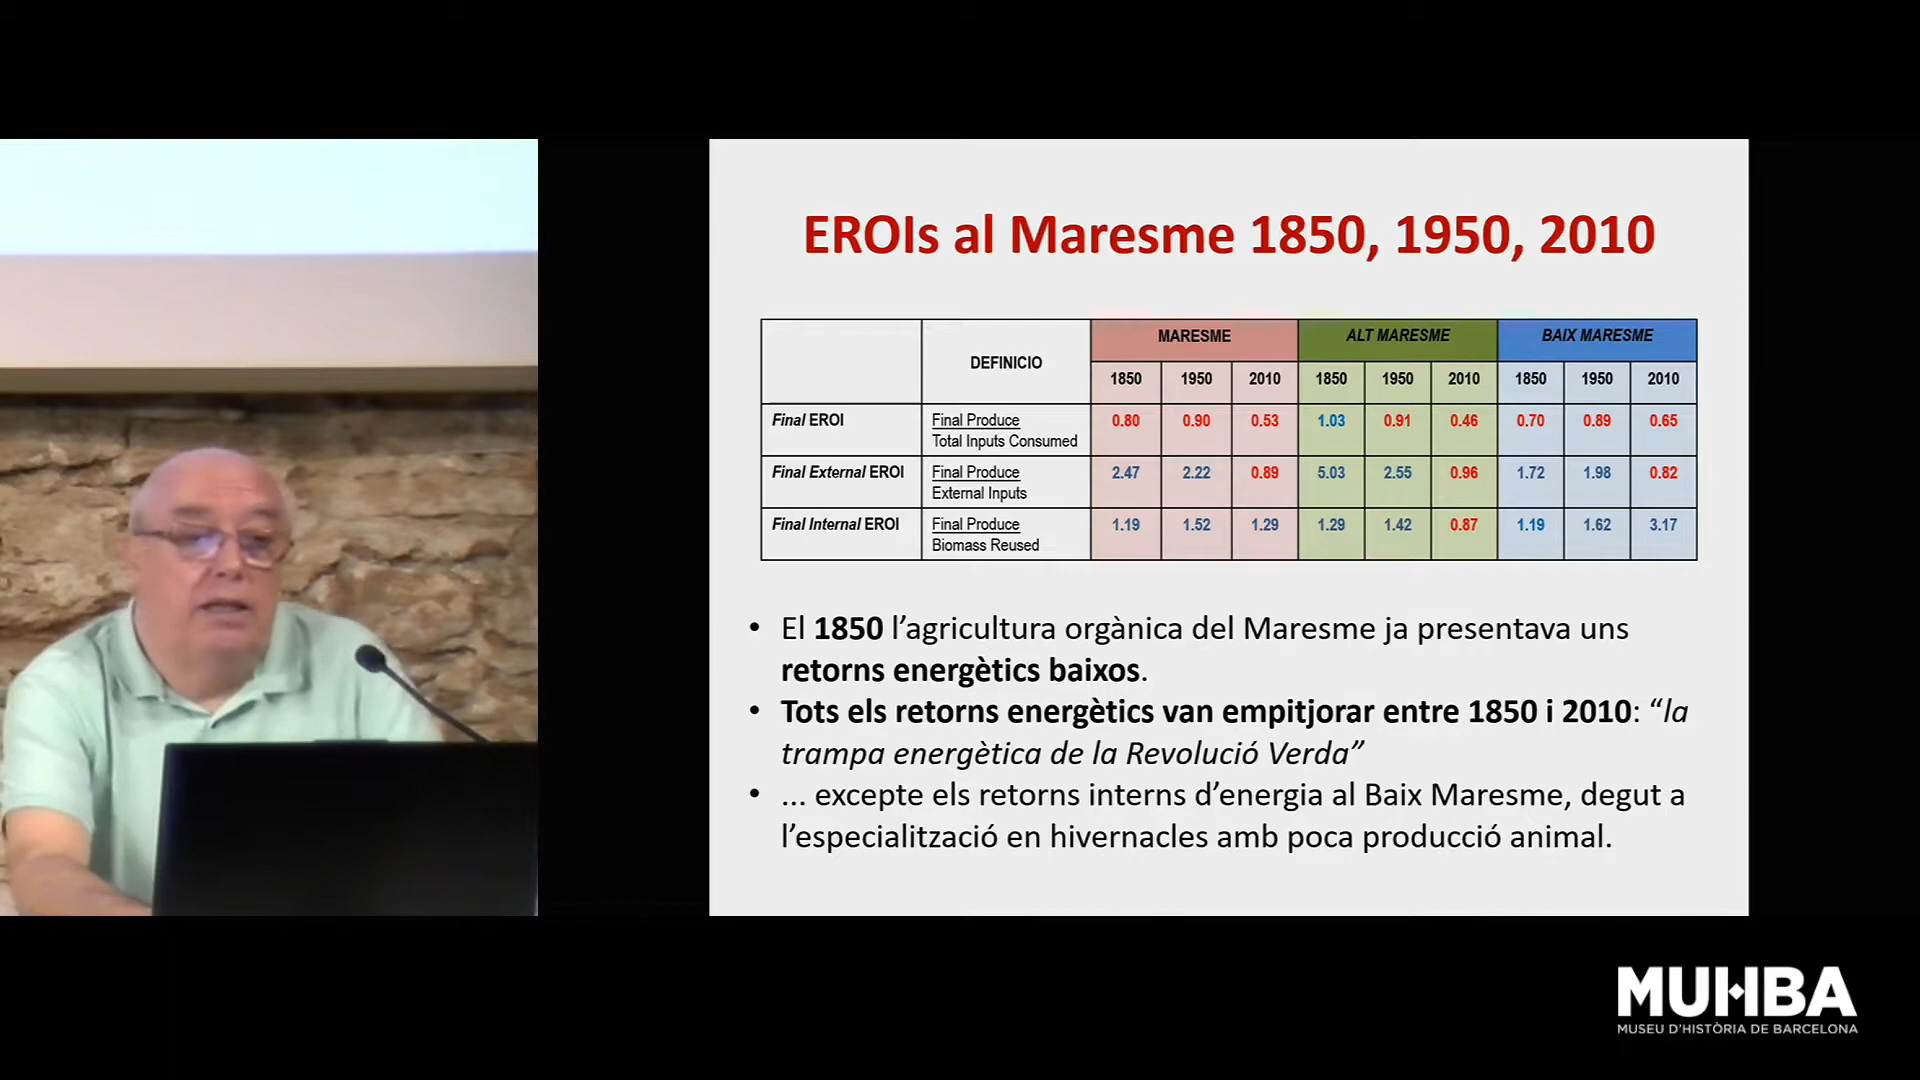 EROIs al Maresme 1850, 1950, 2010
DEFINICIO MARESME ALT MARESME BAIX MARESME
1850 1950 2010 1850 1950 2010 1850 1950 2010
Final EROI Final Produce 0.80 0.90 0.53 1.03 0.91 0.46 0.70 0.89 0.65
Total Inputs Consumed
Final External EROI Final Produce 2.47 2.22 0.89 5.03 2.55 0.96 1.72 1.98 0.82
External Inputs
Final Internal EROI Final Produce 1.19 1.52 1.29 1.29 1.42 0.87 1.19 1.62 3.17
Biomass Reused
• El 1850 l’agricultura orgànica del Maresme ja presentava uns
retorns energètics baixos.
• Tots els retorns energètics van empitjorar entre 1850 i 2010: “la
trampa energètica de la Revolució Verda”
• ... excepte els retorns interns d’energia al Baix Maresme, degut a
l’especialització en hivernacles amb poca producció animal.
MUHBA
MUSEU D'HISTÒRIA DE BARCELONA